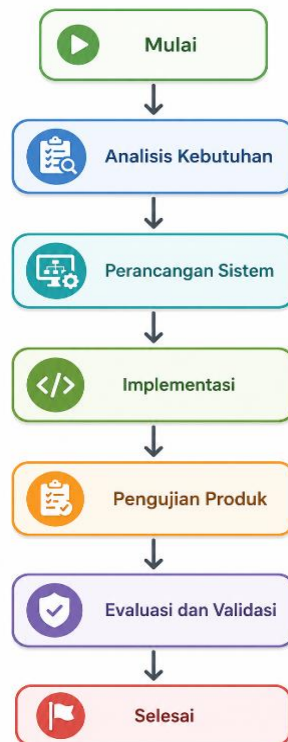 Mulai
Analisis Kebutuhan
Perancangan Sistem
</>
Implementasi
Pengujian Produk
Evaluasi dan Validasi
Selesai